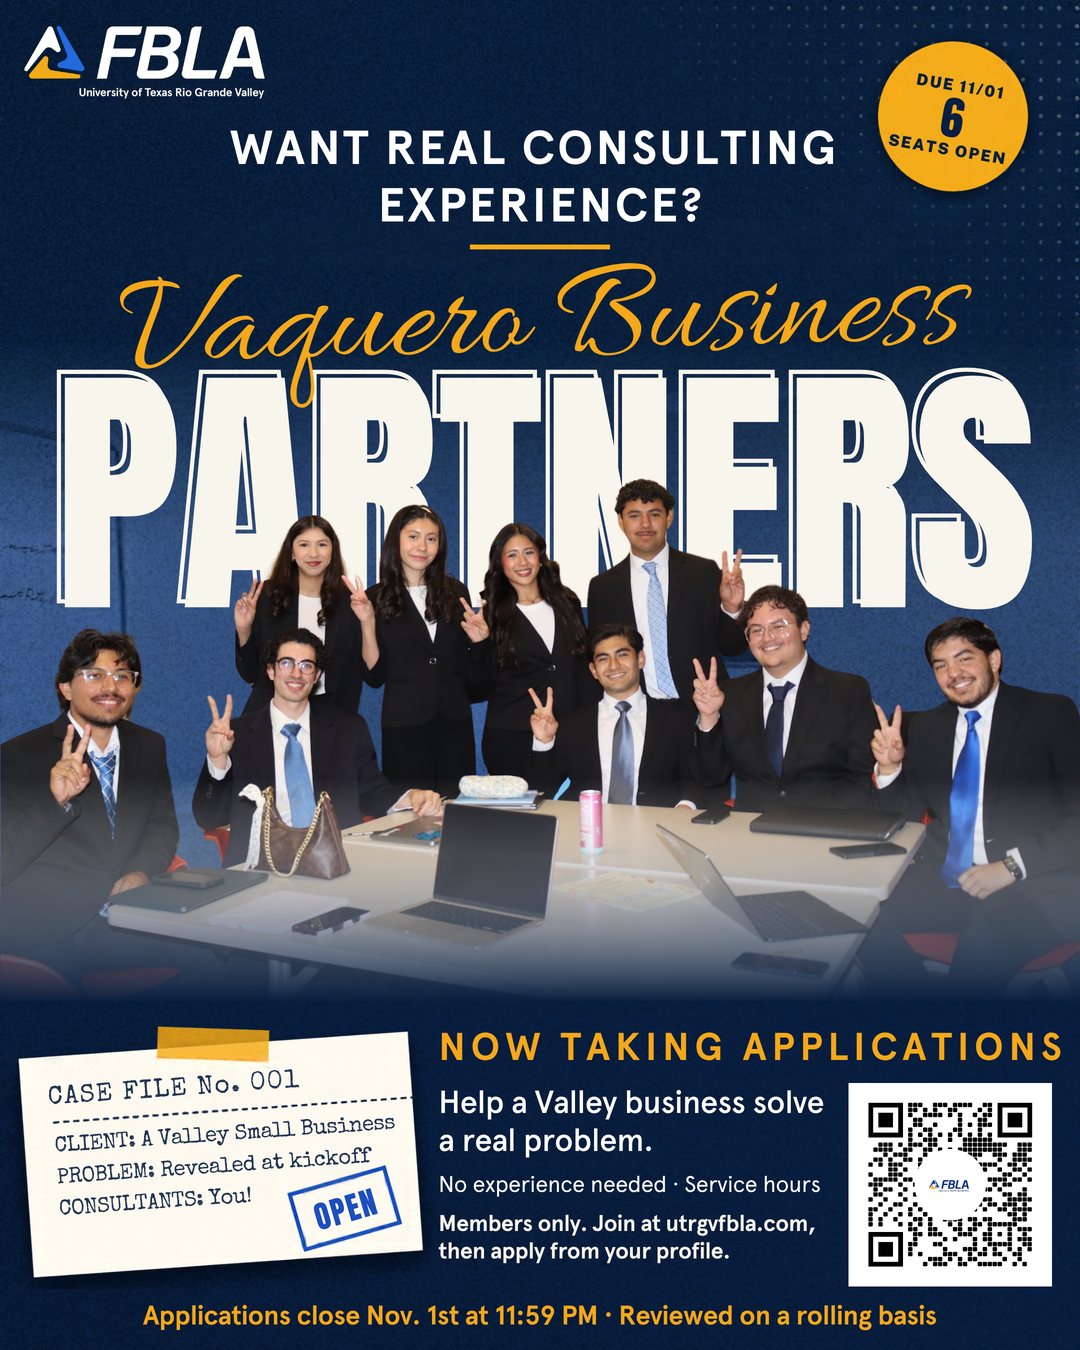 FBLA
University of Texas Rio Grande Valley
DUE 11/01
6
SEATS OPEN
WANT REAL CONSULTING
EXPERIENCE?
Vaquero Business
PARTNERS
CASE FILE No. 001
CLIENT: A Valley Small Business
PROBLEM: Revealed at kickoff
CONSULTANTS: You!
OPEN
NOW TAKING APPLICATIONS
Help a Valley business solve
a real problem.
No experience needed · Service hours
Members only. Join at utrgvfbla.com,
then apply from your profile.
FBLA
Applications close Nov. 1st at 11:59 PM · Reviewed on a rolling basis